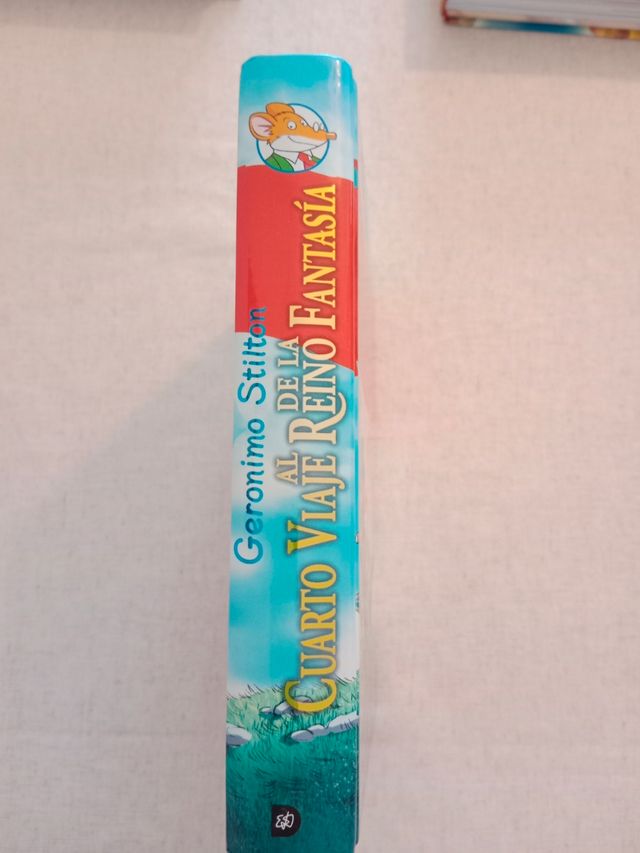 Geronimo Stilton
CUARTO VIAJE AL REINO DE LA FANTASÍA